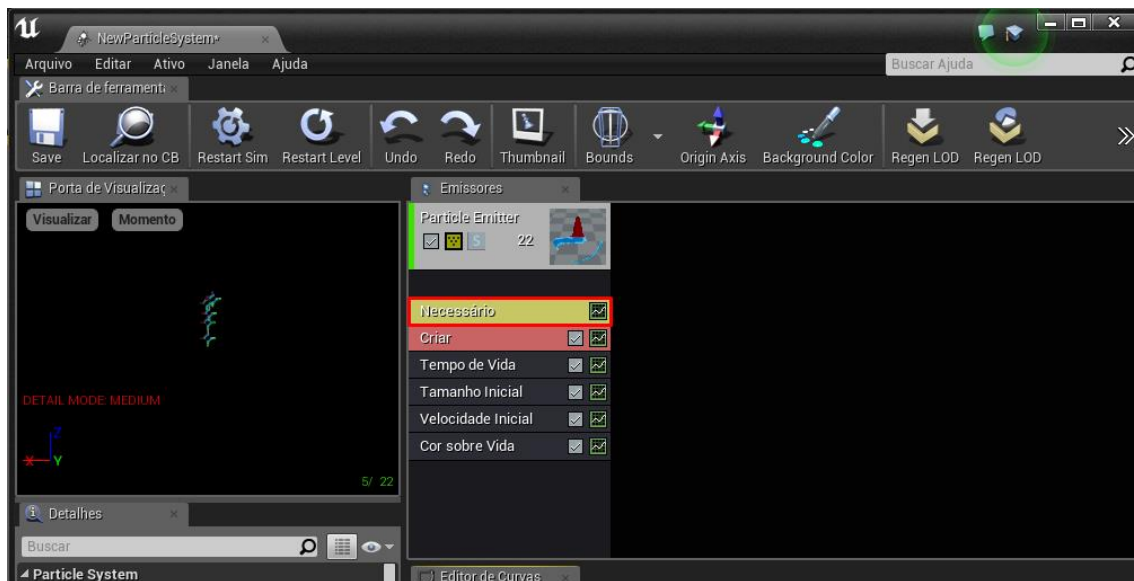 NewParticleSystem*
Arquivo Editar Ativo Janela Ajuda
Buscar Ajuda
Barra de ferramenta
Save Localizar no CB Restart Sim Restart Level Undo Redo Thumbnail Bounds Origin Axis Background Color Regen LOD Regen LOD
Porta de Visualizaç
Emissores
Visualizar Momento
Particle Emitter
22
Necessário
Criar
Tempo de Vida
Tamanho Inicial
DETAIL MODE: MEDIUM
Velocidade Inicial
Cor sobre Vida
Z
X Y
5/ 22
Detalhes
Buscar
Particle System
Editor de Curvas